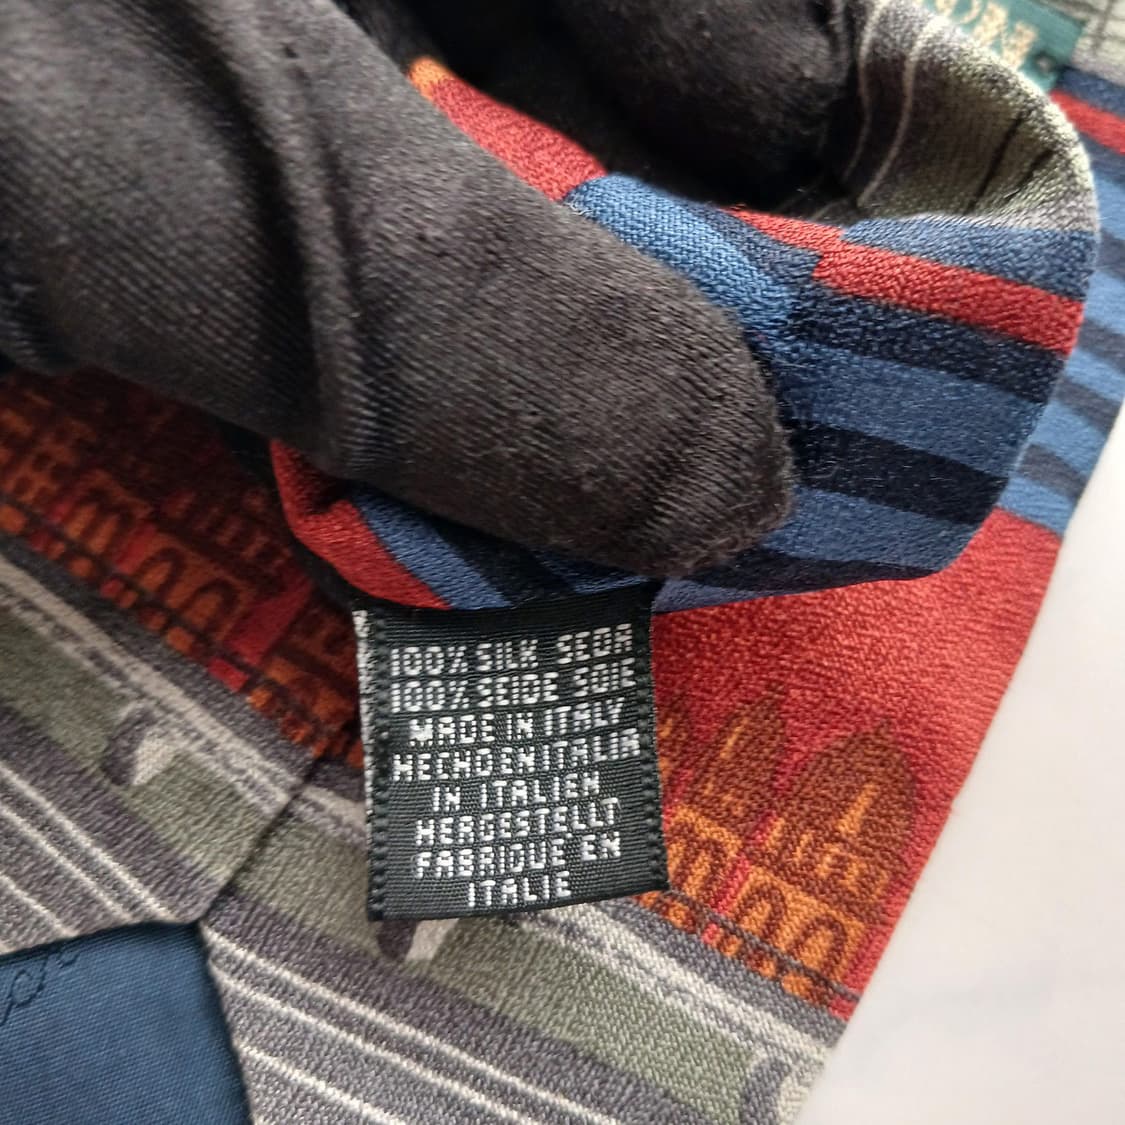 100% SILK SEDA
100% SEIDE SOIE
MADE IN ITALY
HECHO EN ITALIA
IN ITALIEN
HERGESTELLT
FABRIQUE EN
ITALIE